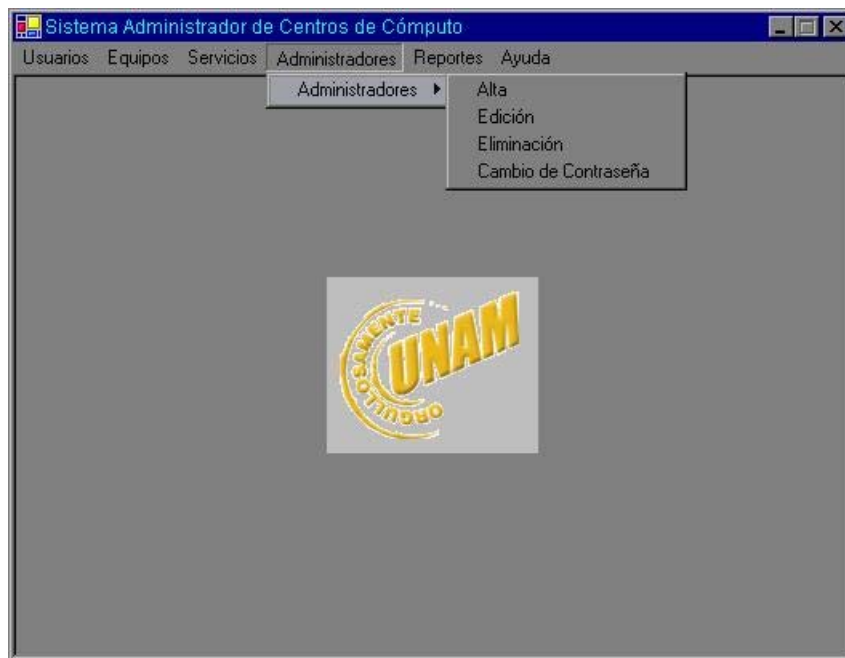 Sistema Administrador de Centros de Cómputo
Usuarios Equipos Servicios Administradores Reportes Ayuda
Administradores
Alta
Edición
Eliminación
Cambio de Contraseña
ORGULLOSAMENTE
UNAM